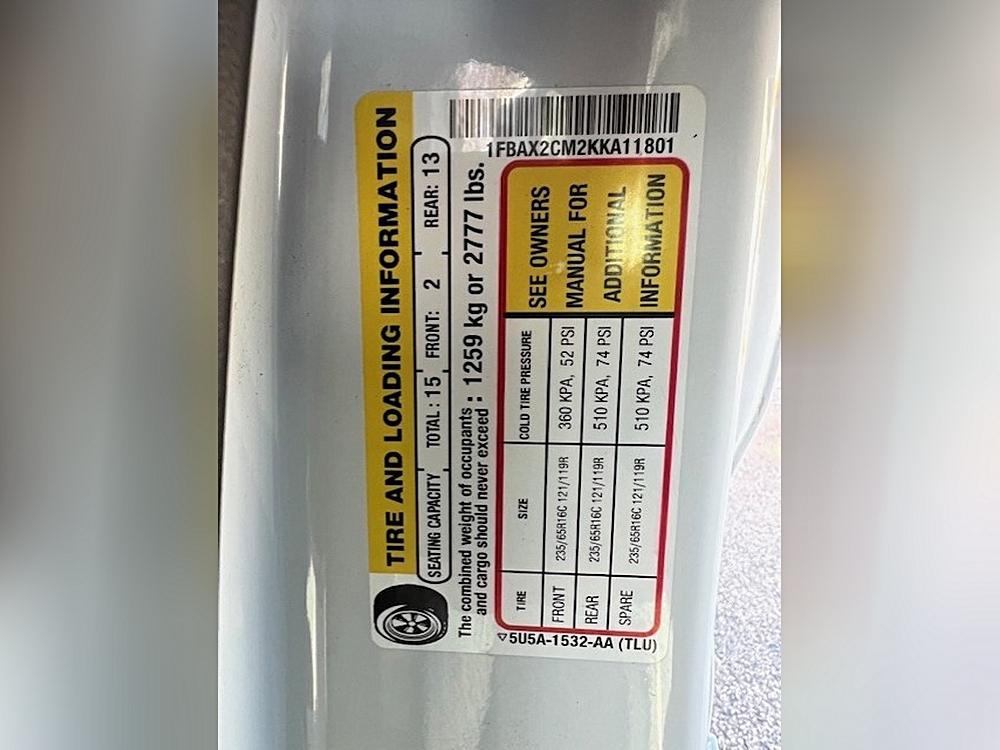 TIRE AND LOADING INFORMATION
SEATING CAPACITY TOTAL : 15 FRONT: 2 REAR: 13
The combined weight of occupants
and cargo should never exceed : 1259 kg or 2777 lbs.
TIRE SIZE COLD TIRE PRESSURE
FRONT 235/65R16C 121/119R 360 KPA, 52 PSI
REAR 235/65R16C 121/119R 510 KPA, 74 PSI
SPARE 235/65R16C 121/119R 510 KPA, 74 PSI
SEE OWNERS
MANUAL FOR
ADDITIONAL
INFORMATION
5U5A-1532-AA (TLU)
1FBAX2CM2KKA11801